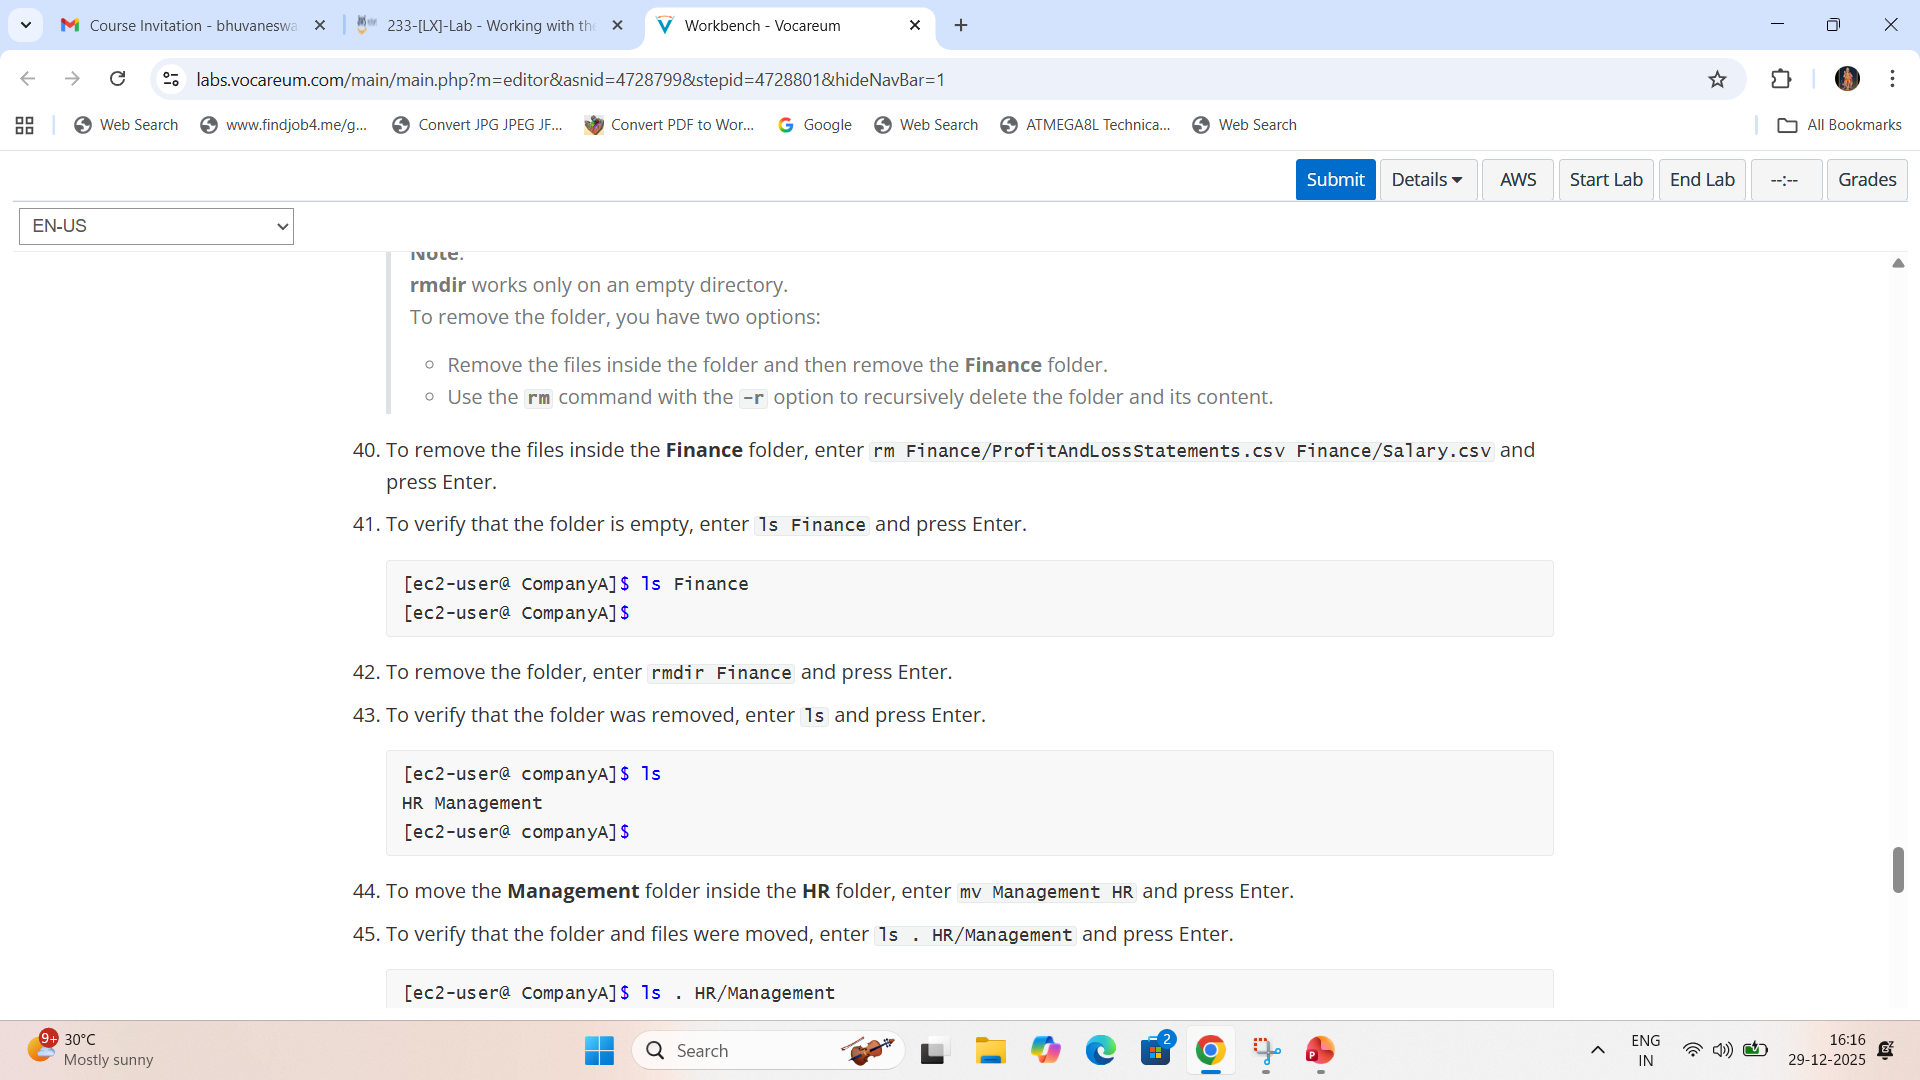 Course Invitation - bhuvaneswa
233-[LX]-Lab - Working with the
Workbench - Vocareum
labs.vocareum.com/main/main.php?m=editor&asnid=4728799&stepid=4728801&hideNavBar=1
Web Search
www.findjob4.me/g...
Convert JPG JPEG JF...
Convert PDF to Wor...
Google
Web Search
ATMEGA8L Technica...
Web Search
All Bookmarks
Submit
Details
AWS
Start Lab
End Lab
--:--
Grades
EN-US
Note:
rmdir works only on an empty directory.
To remove the folder, you have two options:
Remove the files inside the folder and then remove the Finance folder.
Use the rm command with the -r option to recursively delete the folder and its content.
40. To remove the files inside the Finance folder, enter rm Finance/ProfitAndLossStatements.csv Finance/Salary.csv and
press Enter.
41. To verify that the folder is empty, enter ls Finance and press Enter.
[ec2-user@ CompanyA]$ ls Finance
[ec2-user@ CompanyA]$
42. To remove the folder, enter rmdir Finance and press Enter.
43. To verify that the folder was removed, enter ls and press Enter.
[ec2-user@ companyA]$ ls
HR Management
[ec2-user@ companyA]$
44. To move the Management folder inside the HR folder, enter mv Management HR and press Enter.
45. To verify that the folder and files were moved, enter ls . HR/Management and press Enter.
[ec2-user@ CompanyA]$ ls . HR/Management
9+
30°C
Mostly sunny
Search
2
P
ENG
IN
16:16
29-12-2025